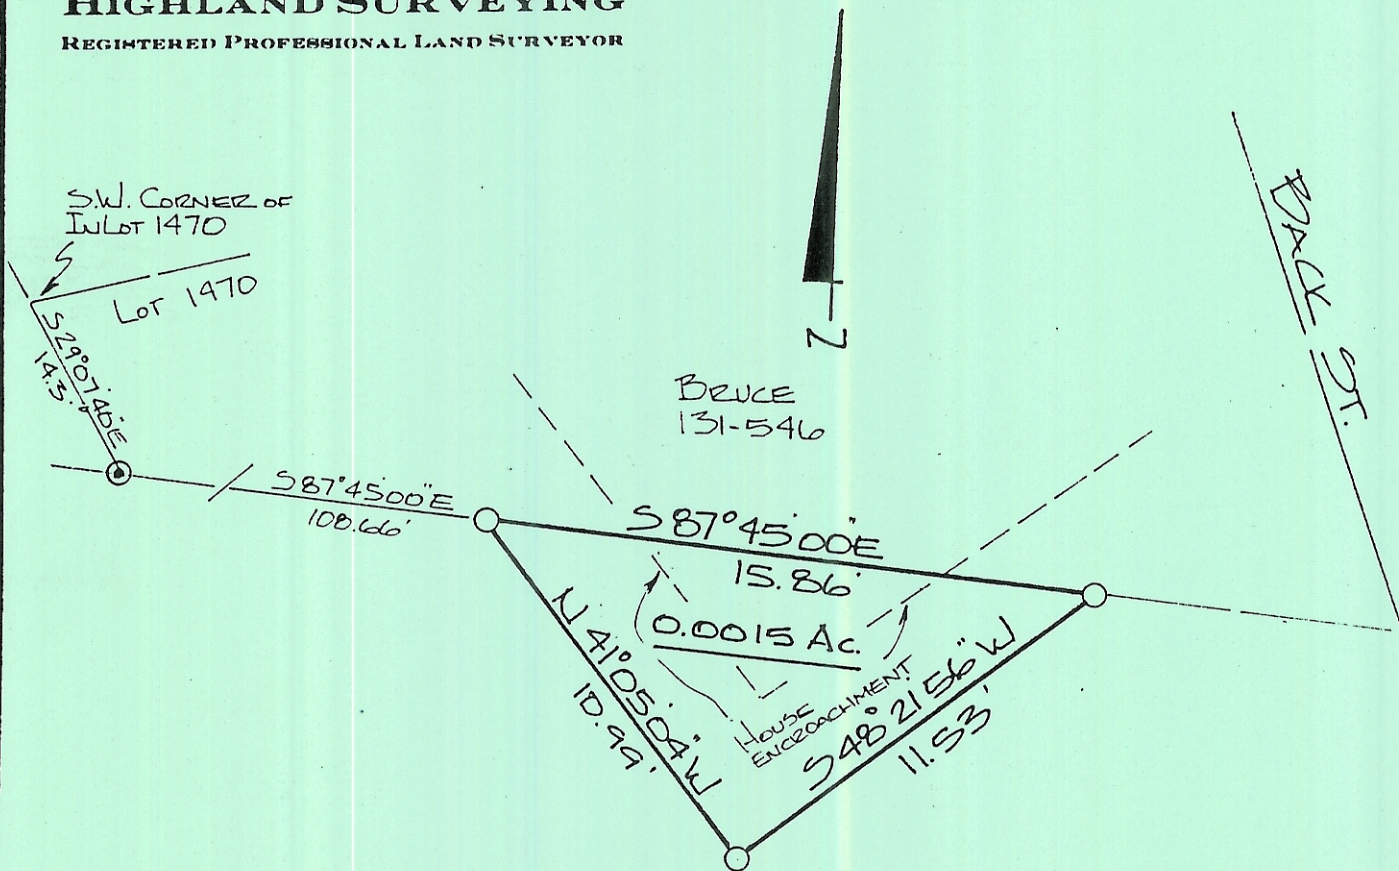 HIGHLAND SURVEYING
REGISTERED PROFESSIONAL LAND SURVEYOR
S.W. CORNER OF
INLOT 1470
LOT 1470
S29°07'40"E
14.3'
N
BACK ST.
BRUCE
131-546
S87°45'00"E
108.66'
S87°45'00"E
15.86'
0.0015 AC.
N41°05'04"W
10.99'
HOUSE
ENCROACHMENT
S48°21'56"W
11.53'